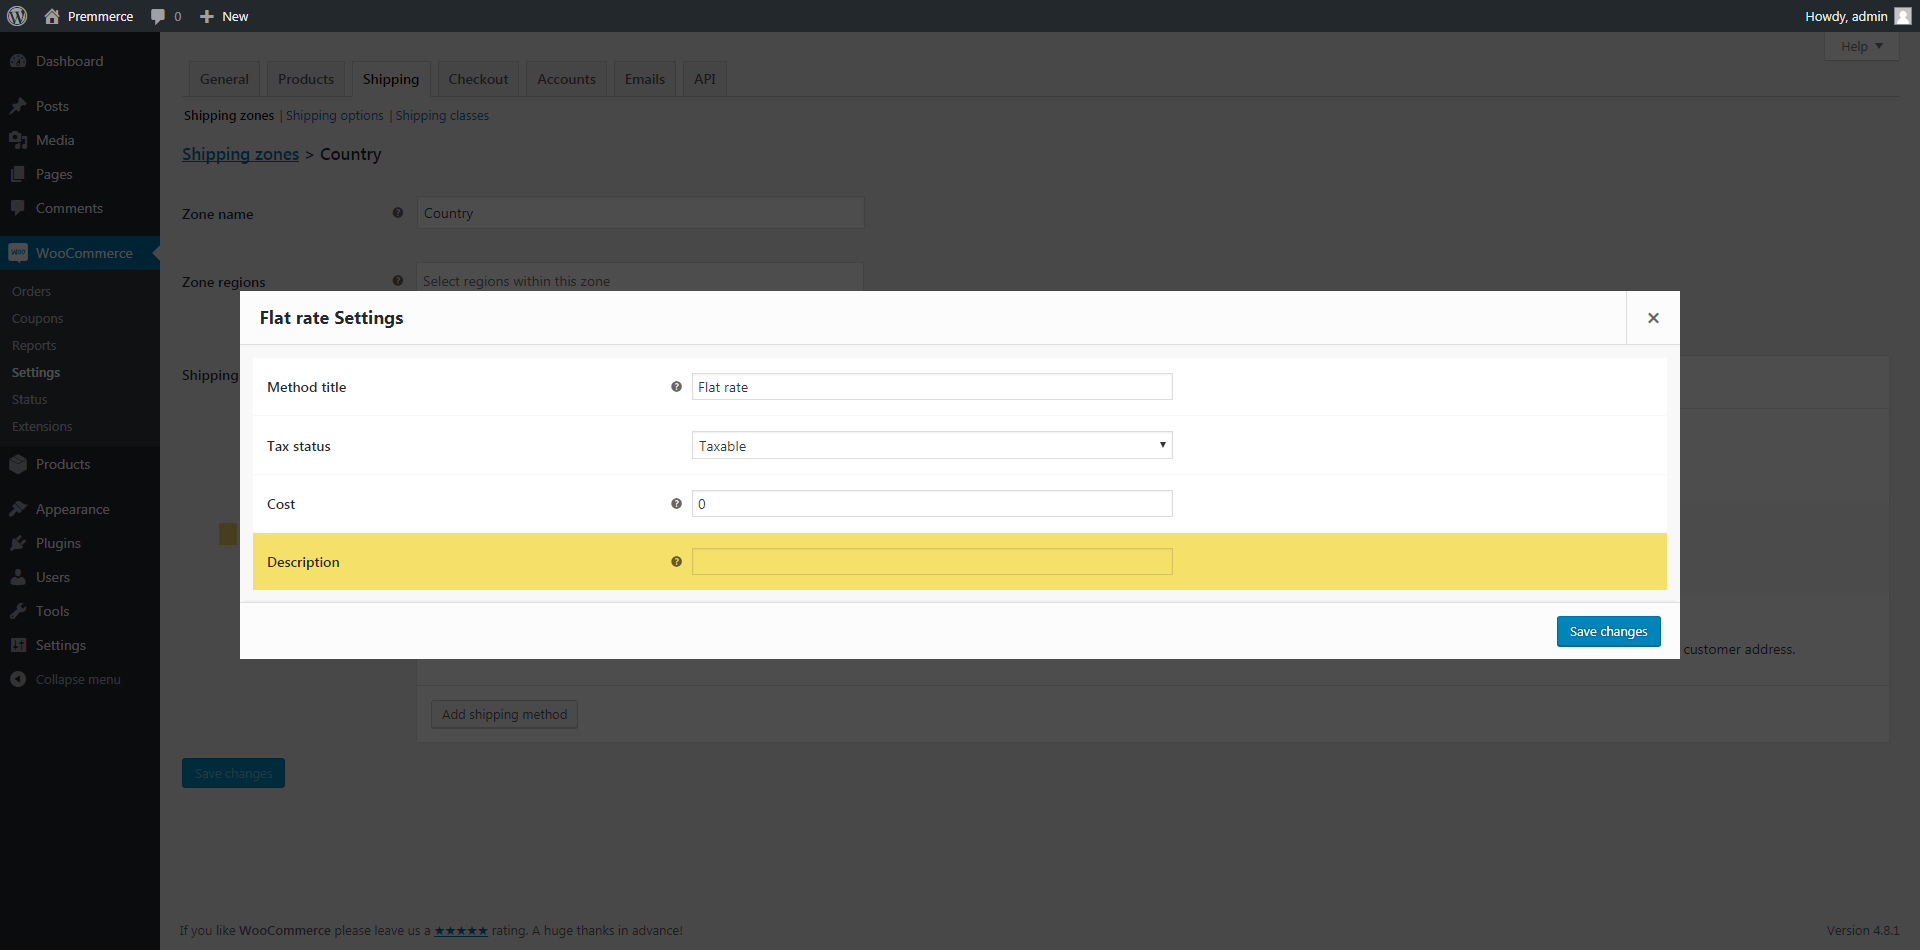 Premmerce 0 New Howdy, admin
Help
Dashboard
Posts
Media
Pages
Comments
WooCommerce
Orders
Coupons
Reports
Settings
Status
Extensions
Products
Appearance
Plugins
Users
Tools
Settings
Collapse menu
General Products Shipping Checkout Accounts Emails API
Shipping zones | Shipping options | Shipping classes
Shipping zones > Country
Zone name ? Country
Zone regions ? Select regions within this zone
Shipping
Flat rate Settings ×
Method title ? Flat rate
Tax status Taxable
Cost ? 0
Description ?
Save changes
customer address.
Add shipping method
Save changes
If you like WooCommerce please leave us a ★★★★★ rating. A huge thanks in advance!
Version 4.8.1